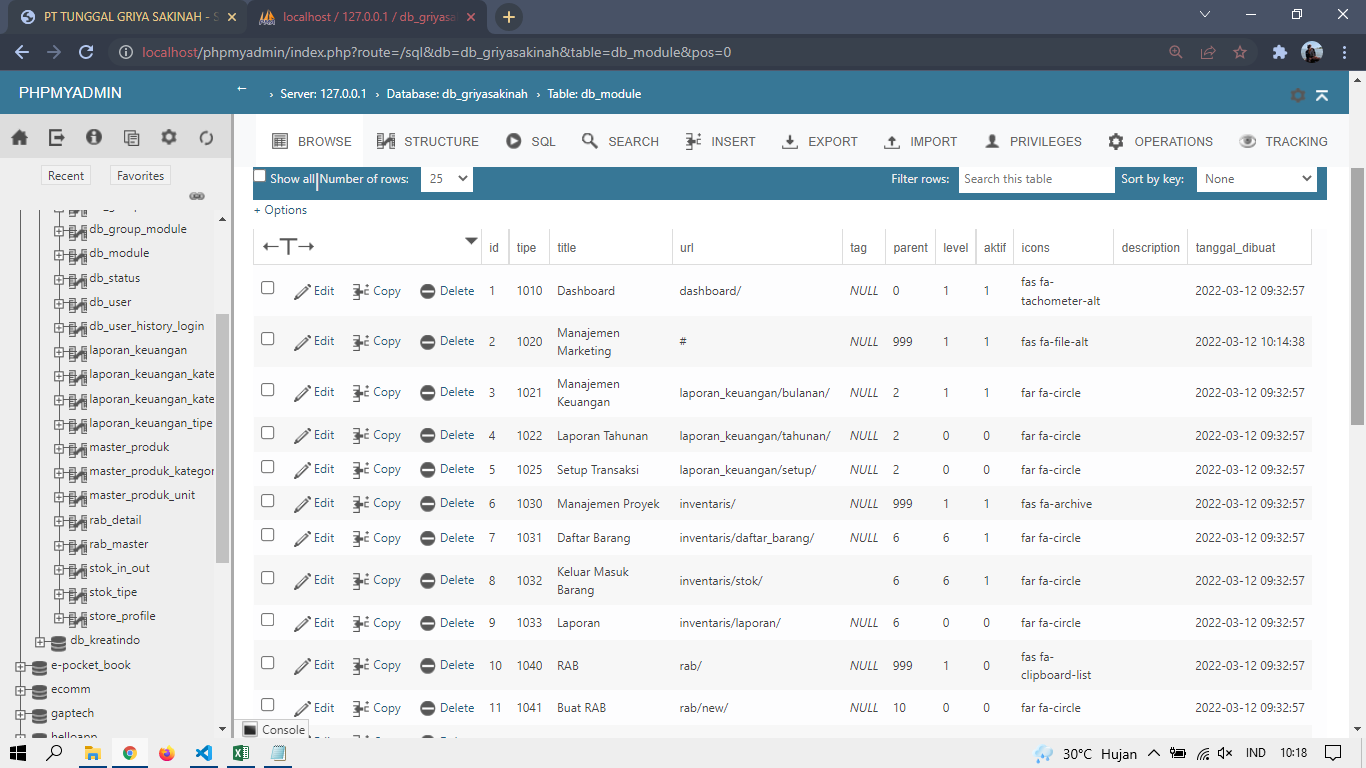 PT TUNGGAL GRIYA SAKINAH - S
localhost / 127.0.0.1 / db_griyasa
localhost/phpmyadmin/index.php?route=/sql&db=db_griyasakinah&table=db_module&pos=0
PHPMYADMIN
← › Server: 127.0.0.1 › Database: db_griyasakinah › Table: db_module
BROWSE STRUCTURE SQL SEARCH INSERT EXPORT IMPORT PRIVILEGES OPERATIONS TRACKING
Recent Favorites
db_group_module
db_module
db_status
db_user
db_user_history_login
laporan_keuangan
laporan_keuangan_kate
laporan_keuangan_kate
laporan_keuangan_tipe
master_produk
master_produk_kategor
master_produk_unit
rab_detail
rab_master
stok_in_out
stok_tipe
store_profile
db_kreatindo
e-pocket_book
ecomm
gaptech
helloapp
Show all Number of rows: 25 Filter rows: Search this table Sort by key: None
+ Options
←T→ id tipe title url tag parent level aktif icons description tanggal_dibuat
Edit Copy Delete 1 1010 Dashboard dashboard/ NULL 0 1 1 fas fa-
tachometer-alt 2022-03-12 09:32:57
Edit Copy Delete 2 1020 Manajemen
Marketing # NULL 999 1 1 fas fa-file-alt 2022-03-12 10:14:38
Edit Copy Delete 3 1021 Manajemen
Keuangan laporan_keuangan/bulanan/ NULL 2 1 1 far fa-circle 2022-03-12 09:32:57
Edit Copy Delete 4 1022 Laporan Tahunan laporan_keuangan/tahunan/ NULL 2 0 0 far fa-circle 2022-03-12 09:32:57
Edit Copy Delete 5 1025 Setup Transaksi laporan_keuangan/setup/ NULL 2 0 0 far fa-circle 2022-03-12 09:32:57
Edit Copy Delete 6 1030 Manajemen Proyek inventaris/ NULL 999 1 1 fas fa-archive 2022-03-12 09:32:57
Edit Copy Delete 7 1031 Daftar Barang inventaris/daftar_barang/ NULL 6 6 1 far fa-circle 2022-03-12 09:32:57
Edit Copy Delete 8 1032 Keluar Masuk
Barang inventaris/stok/ 6 6 1 far fa-circle 2022-03-12 09:32:57
Edit Copy Delete 9 1033 Laporan inventaris/laporan/ NULL 6 0 0 far fa-circle 2022-03-12 09:32:57
Edit Copy Delete 10 1040 RAB rab/ NULL 999 1 0 fas fa-
clipboard-list 2022-03-12 09:32:57
Edit Copy Delete 11 1041 Buat RAB rab/new/ NULL 10 0 0 far fa-circle 2022-03-12 09:32:57
Console
30°C Hujan IND 10:18